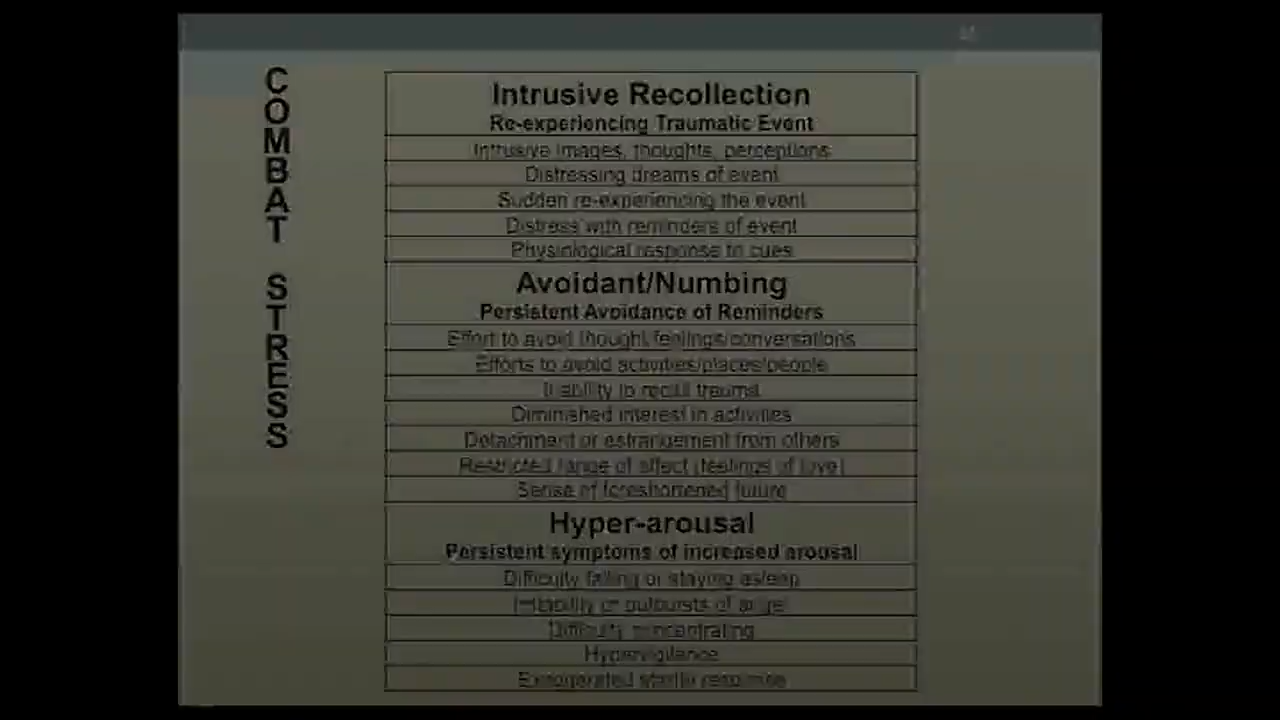 COMBAT STRESS
Intrusive Recollection
Re-experiencing Traumatic Event
Intrusive images, thoughts, perceptions
Distressing dreams of event
Sudden re-experiencing the event
Distress with reminders of event
Physiological response to cues
Avoidant/Numbing
Persistent Avoidance of Reminders
Effort to avoid thought/feelings/conversations
Efforts to avoid activities/places/people
Inability to recall trauma
Diminished interest in activities
Detachment or estrangement from others
Restricted range of affect (feelings of love)
Sense of foreshortened future
Hyper-arousal
Persistent symptoms of increased arousal
Difficulty falling or staying asleep
Irritability or outbursts of anger
Difficulty concentrating
Hypervigilance
Exaggerated startle response